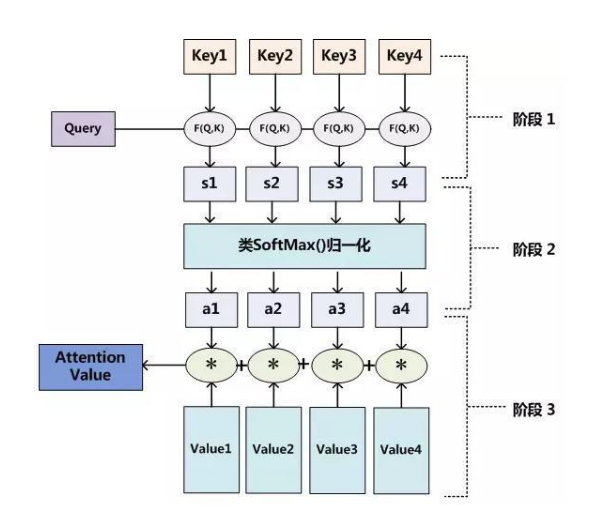 Key1 Key2 Key3 Key4
Query F(Q,K) F(Q,K) F(Q,K) F(Q,K) 阶段 1
s1 s2 s3 s4
类SoftMax()归一化 阶段 2
a1 a2 a3 a4
Attention
Value
* + * + * + *
Value1 Value2 Value3 Value4 阶段 3